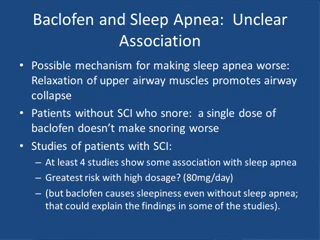 Baclofen and Sleep Apnea:  Unclear
Association
• Possible mechanism for making sleep apnea worse:
Relaxation of upper airway muscles promotes airway
collapse
• Patients without SCI who snore:  a single dose of
baclofen doesn't make snoring worse
• Studies of patients with SCI:
– At least 4 studies show some association with sleep apnea
– Greatest risk with high dosage? (80mg/day)
– (but baclofen causes sleepiness even without sleep apnea;
that could explain the findings in some of the studies).